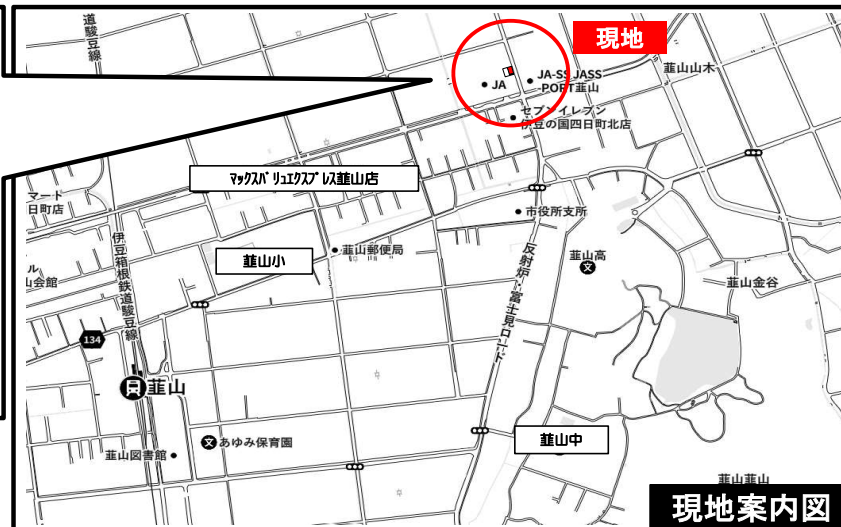 道駿豆線
現地
韮山山木
JA
JA-SS JASS
-PORT韮山
セブンイレブン
伊豆の国四日町北店
マックスバリュエクスプレス韮山店
マート
日町店
市役所支所
伊豆箱根鉄道駿豆線
韮山郵便局
反射炉・富士見ロード
韮山高
文
韮山小
ル
山会館
韮山金谷
134
韮山
文
あゆみ保育園
韮山中
韮山図書館
韮山韮山
現地案内図